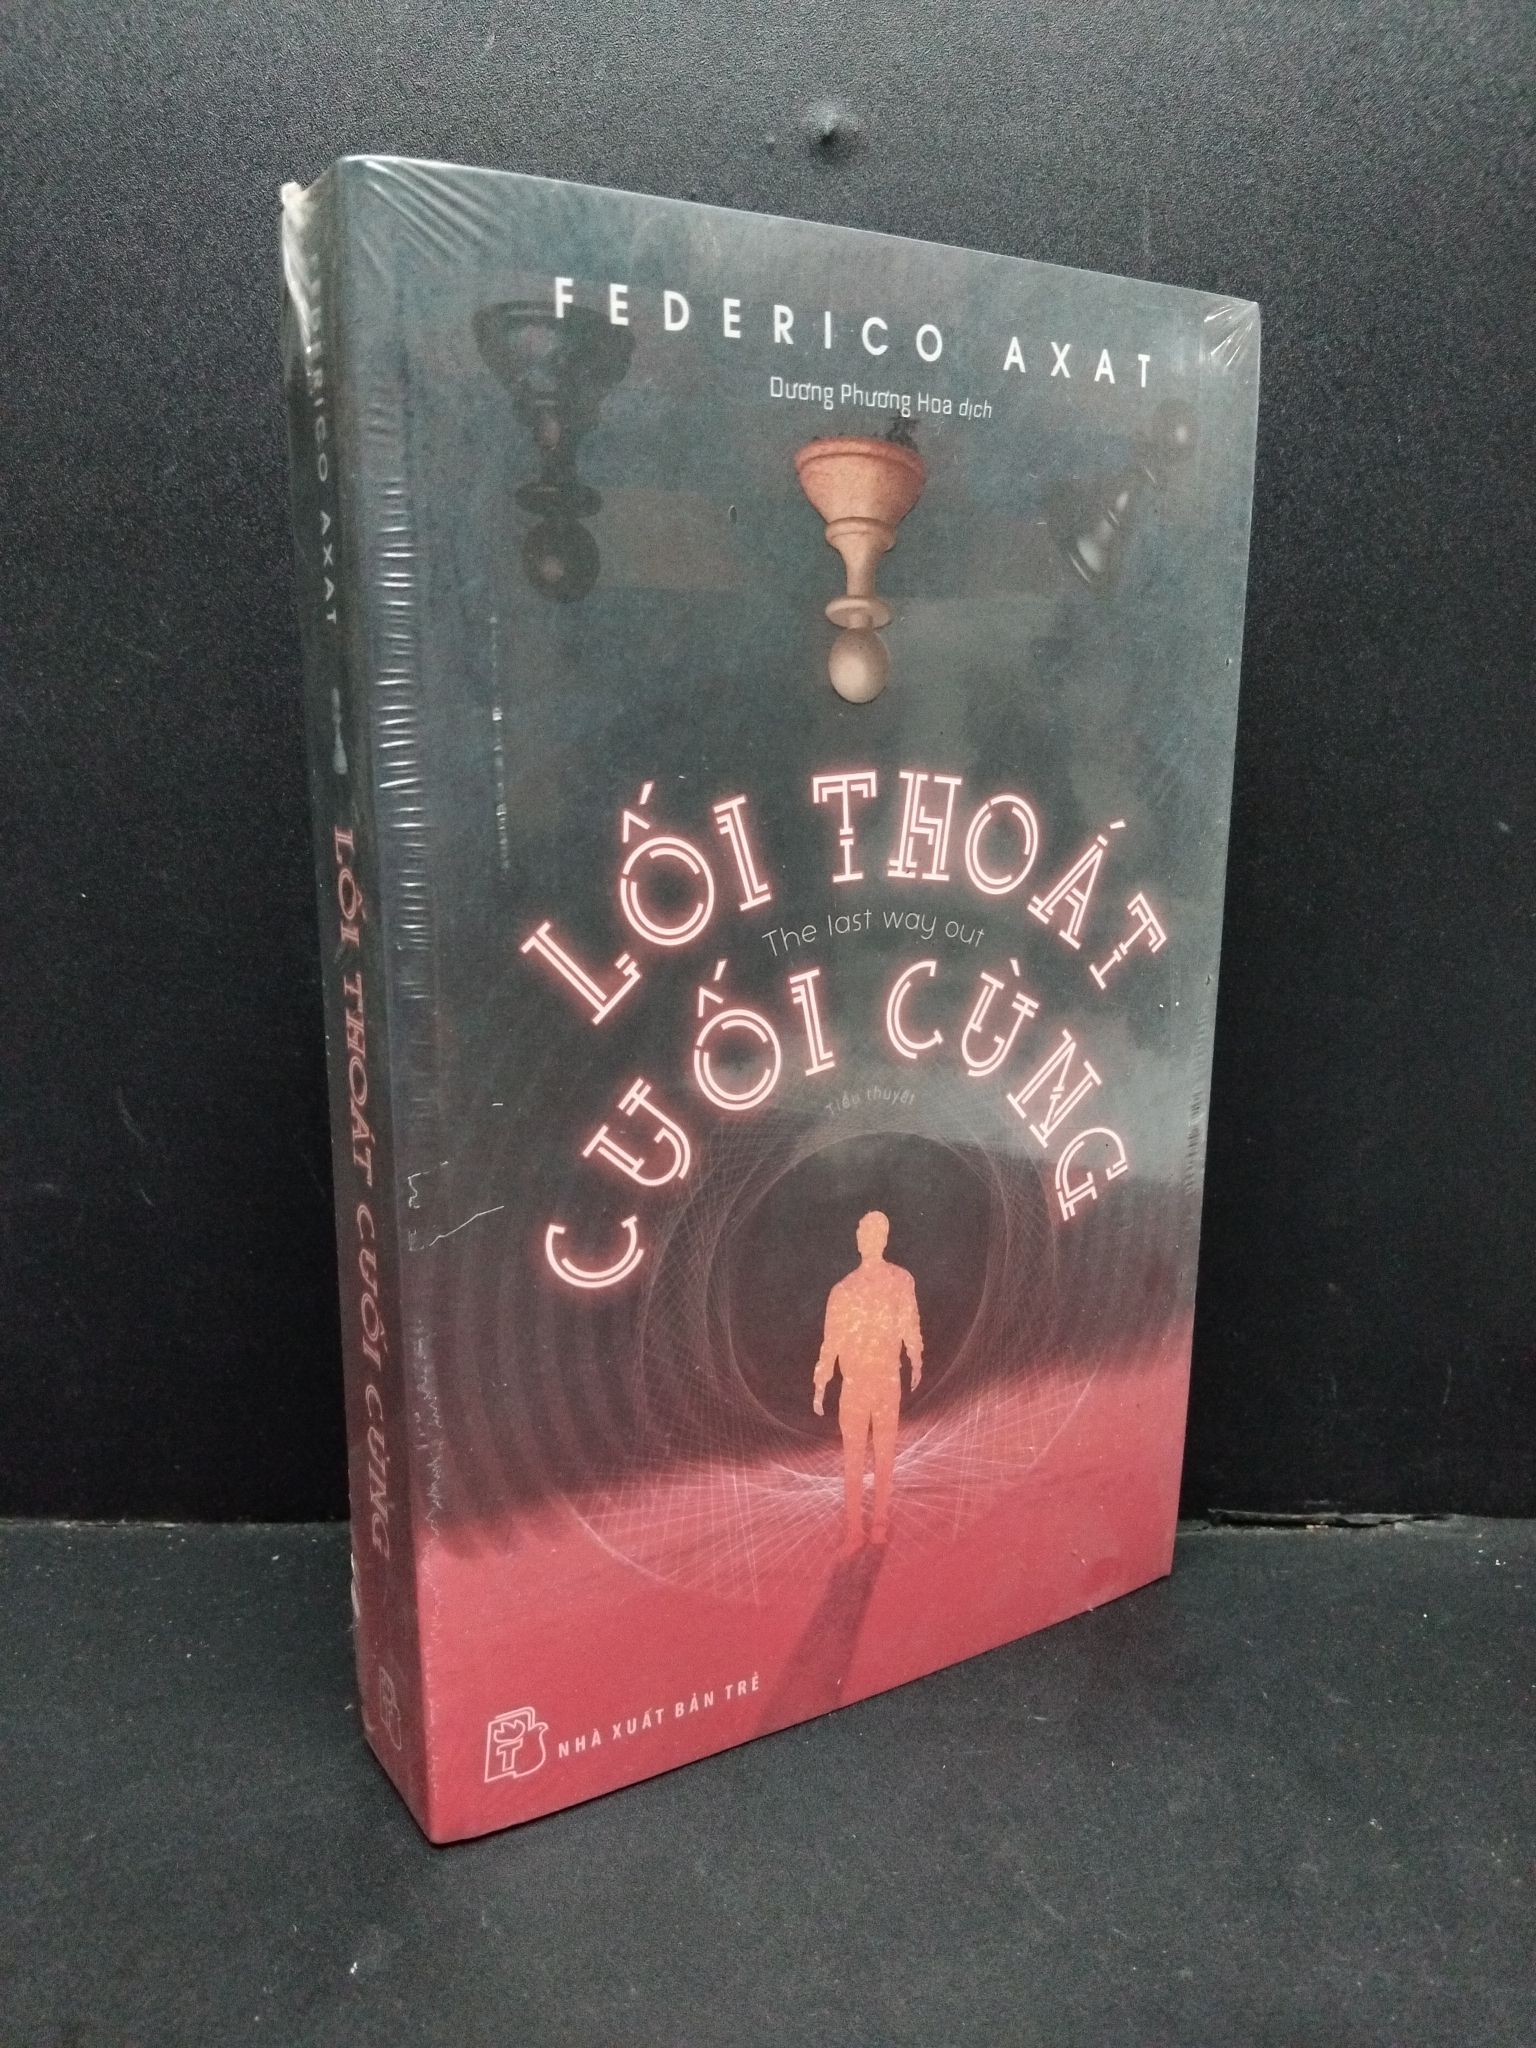 FEDERICO AXAT
Dương Phương Hoa dịch
LỐI THOÁT
The last way out
CUỐI CÙNG
Tiểu thuyết
NHÀ XUẤT BẢN TRẺ
FEDERICO AXAT
LỐI THOÁT CUỐI CÙNG